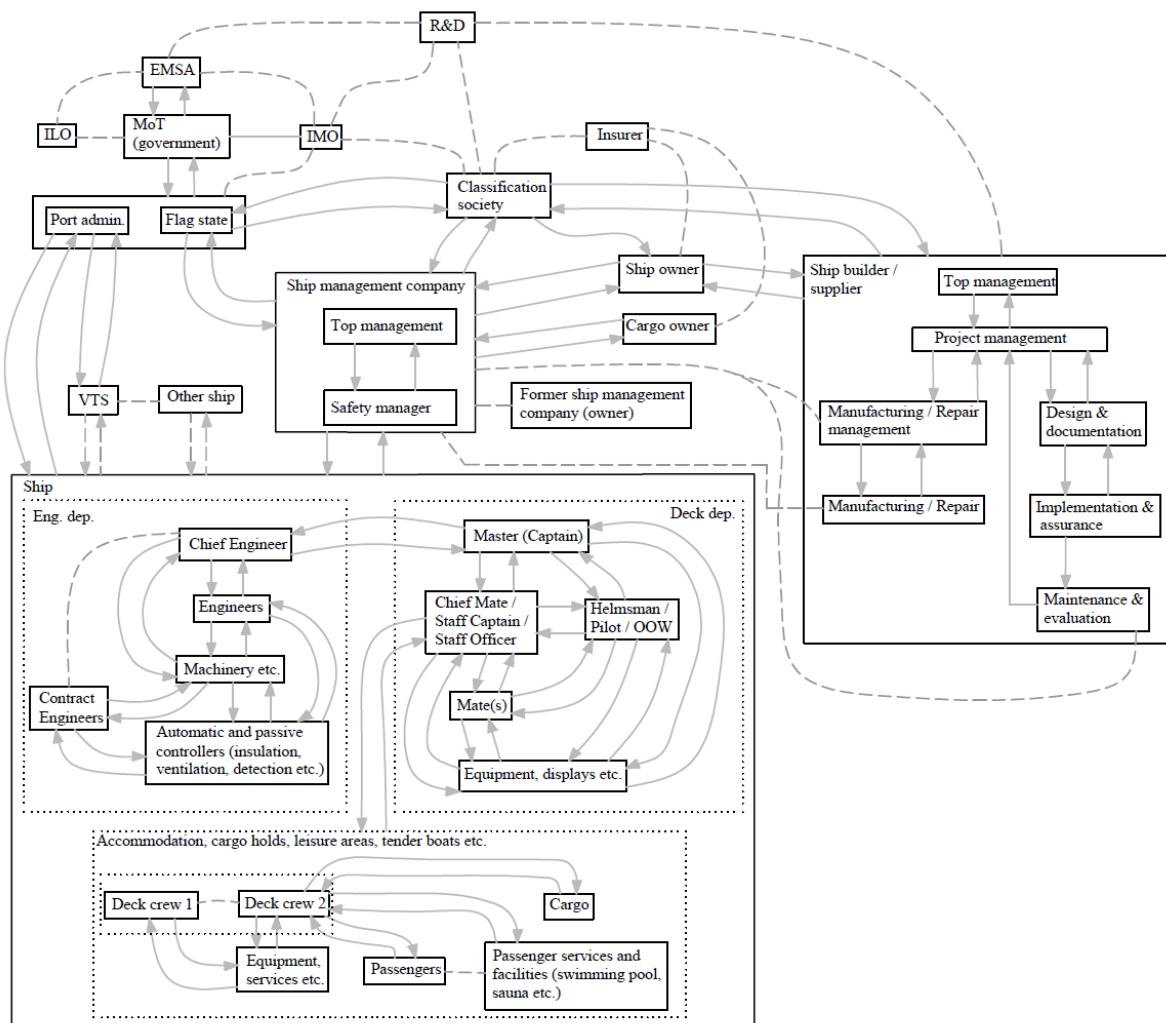 R&D
EMSA
ILO
MoT
(government)
IMO
Insurer
Classification
society
Port admin.
Flag state
Ship management company
Top management
Safety manager
Ship owner
Cargo owner
Former ship management
company (owner)
Ship builder /
supplier
Top management
Project management
Manufacturing / Repair
management
Design &
documentation
Manufacturing / Repair
Implementation &
assurance
Maintenance &
evaluation
VTS
Other ship
Ship
Eng. dep.
Chief Engineer
Engineers
Machinery etc.
Contract
Engineers
Automatic and passive
controllers (insulation,
ventilation, detection etc.)
Deck dep.
Master (Captain)
Chief Mate /
Staff Captain /
Staff Officer
Helmsman /
Pilot / OOW
Mate(s)
Equipment, displays etc.
Accommodation, cargo holds, leisure areas, tender boats etc.
Deck crew 1
Deck crew 2
Cargo
Equipment,
services etc.
Passengers
Passenger services and
facilities (swimming pool,
sauna etc.)